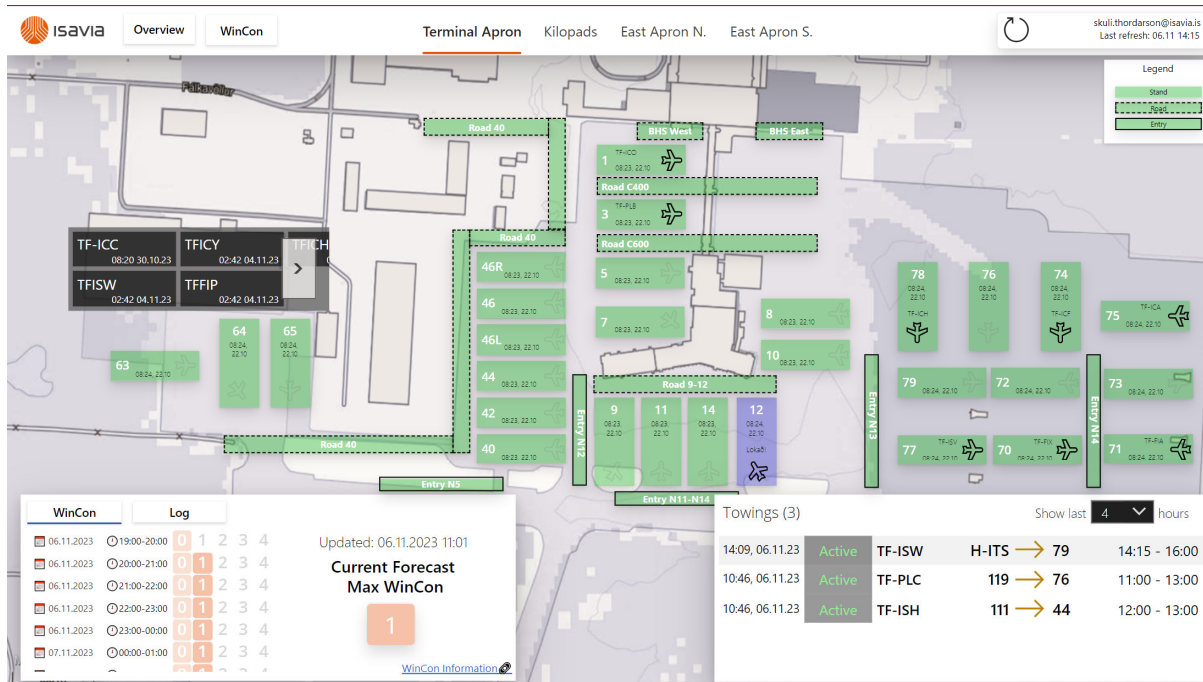 isavia
Overview
WinCon
Terminal Apron
Kilopads
East Apron N.
East Apron S.
skuli.thordarson@isavia.is
Last refresh: 06.11 14:15
Legend
Stand
Road
Entry
Fálkavöllur
Road 40
BHS West
BHS East
1 TF-ICO
08:23, 22.10
Road C400
3 TF-PLB
08:23, 22.10
Road 40
Road C600
TF-ICC
08:20 30.10.23
TFICY
02:42 04.11.23
TFICH
TFISW
02:42 04.11.23
TFFIP
02:42 04.11.23
>
46R
08:23, 22.10
5
08:23, 22.10
46
08:23, 22.10
7
08:23, 22.10
8
08:23, 22.10
46L
08:23, 22.10
10
08:23, 22.10
44
08:23, 22.10
42
08:23, 22.10
40
08:23, 22.10
78
08:24,
22.10
TF-ICH
76
08:24,
22.10
74
08:24,
22.10
TF-ICF
75 TF-ICA
08:24, 22.10
64
08:24,
22.10
65
08:24,
22.10
63
08:24, 22.10
Road 9-12
79
08:24, 22.10
72
08:24, 22.10
73
08:24, 22.10
Entry N12
9
08:23,
22.10
11
08:23,
22.10
14
08:23,
22.10
12
08:24,
22.10
Lokað!
Entry N13
Entry N14
77 TF-ISV
08:24, 22.10
70 TF-FIX
08:24, 22.10
71 TF-FIA
08:24, 22.10
Road 40
Entry N5
Entry N11-N14
WinCon
Log
06.11.2023 19:00-20:00 0 1 2 3 4
06.11.2023 20:00-21:00 0 1 2 3 4
06.11.2023 21:00-22:00 0 1 2 3 4
06.11.2023 22:00-23:00 0 1 2 3 4
06.11.2023 23:00-00:00 0 1 2 3 4
07.11.2023 00:00-01:00 0 1 2 3 4
Updated: 06.11.2023 11:01
Current Forecast
Max WinCon
1
WinCon Information
Towings (3)
Show last 4 hours
14:09, 06.11.23 Active TF-ISW H-ITS → 79 14:15 - 16:00
10:46, 06.11.23 Active TF-PLC 119 → 76 11:00 - 13:00
10:46, 06.11.23 Active TF-ISH 111 → 44 12:00 - 13:00